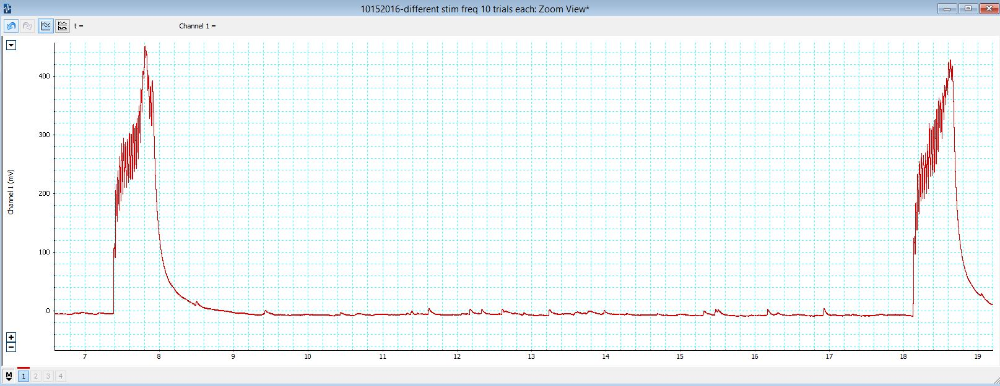 10152016-different stim freq 10 trials each: Zoom View*
t = Channel 1 =
400
300
200
100
0
Channel 1 (mV)
7 8 9 10 11 12 13 14 15 16 17 18 19
M 1 2 3 4